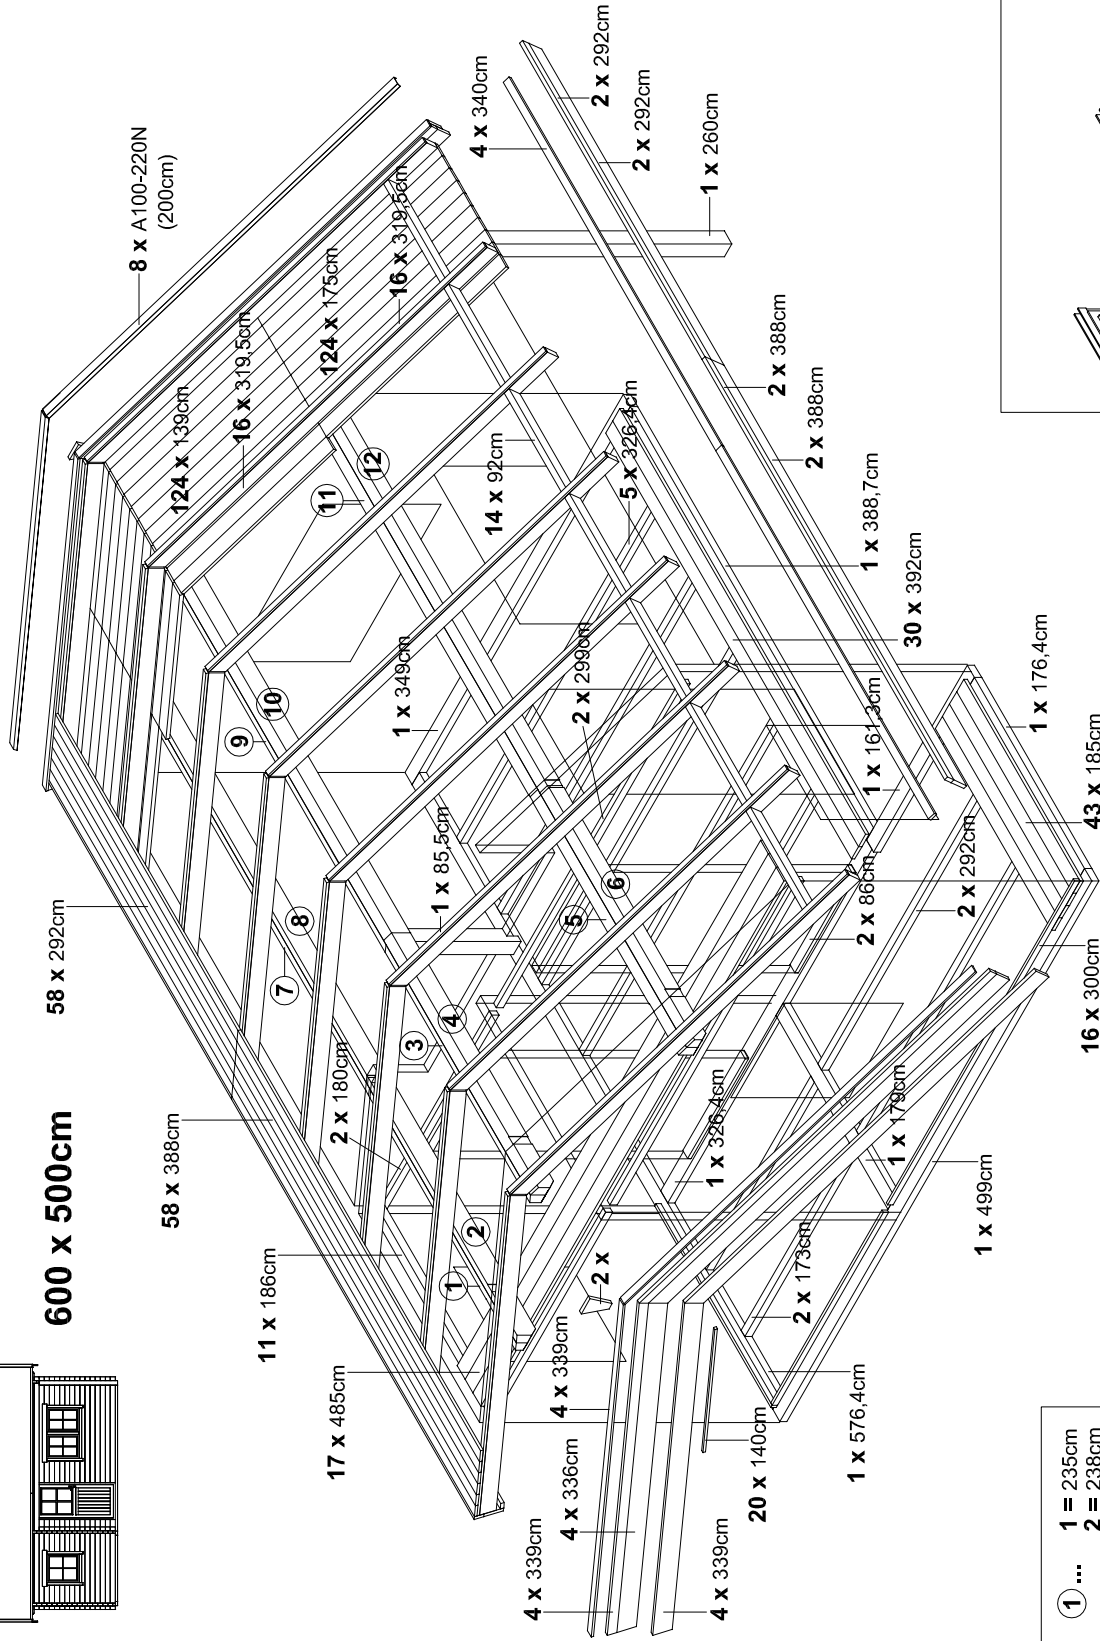 600 x 500cm
8 x A100-220N
(200cm)
4 x 340cm
2 x 292cm
2 x 292cm
1 x 260cm
16 x 319,5cm
124 x 175cm
16 x 319,5cm
124 x 139cm
2 x 388cm
2 x 388cm
12
11
14 x 92cm
5 x 326,4cm
1 x 388,7cm
30 x 392cm
10
9
1 x 349cm
2 x 299cm
1 x 161,3cm
1 x 176,4cm
43 x 185cm
58 x 292cm
8
7
1 x 85,5cm
6
5
2 x 86cm
2 x 292cm
16 x 300cm
58 x 388cm
2 x 180cm
3
4
1 x 326,4cm
1 x 179cm
1 x 499cm
11 x 186cm
1
2
2 x
2 x 173cm
17 x 485cm
4 x 339cm
1 x 576,4cm
4 x 336cm
20 x 140cm
4 x 339cm
4 x 339cm
1 ...
1 = 235cm
2 = 238cm